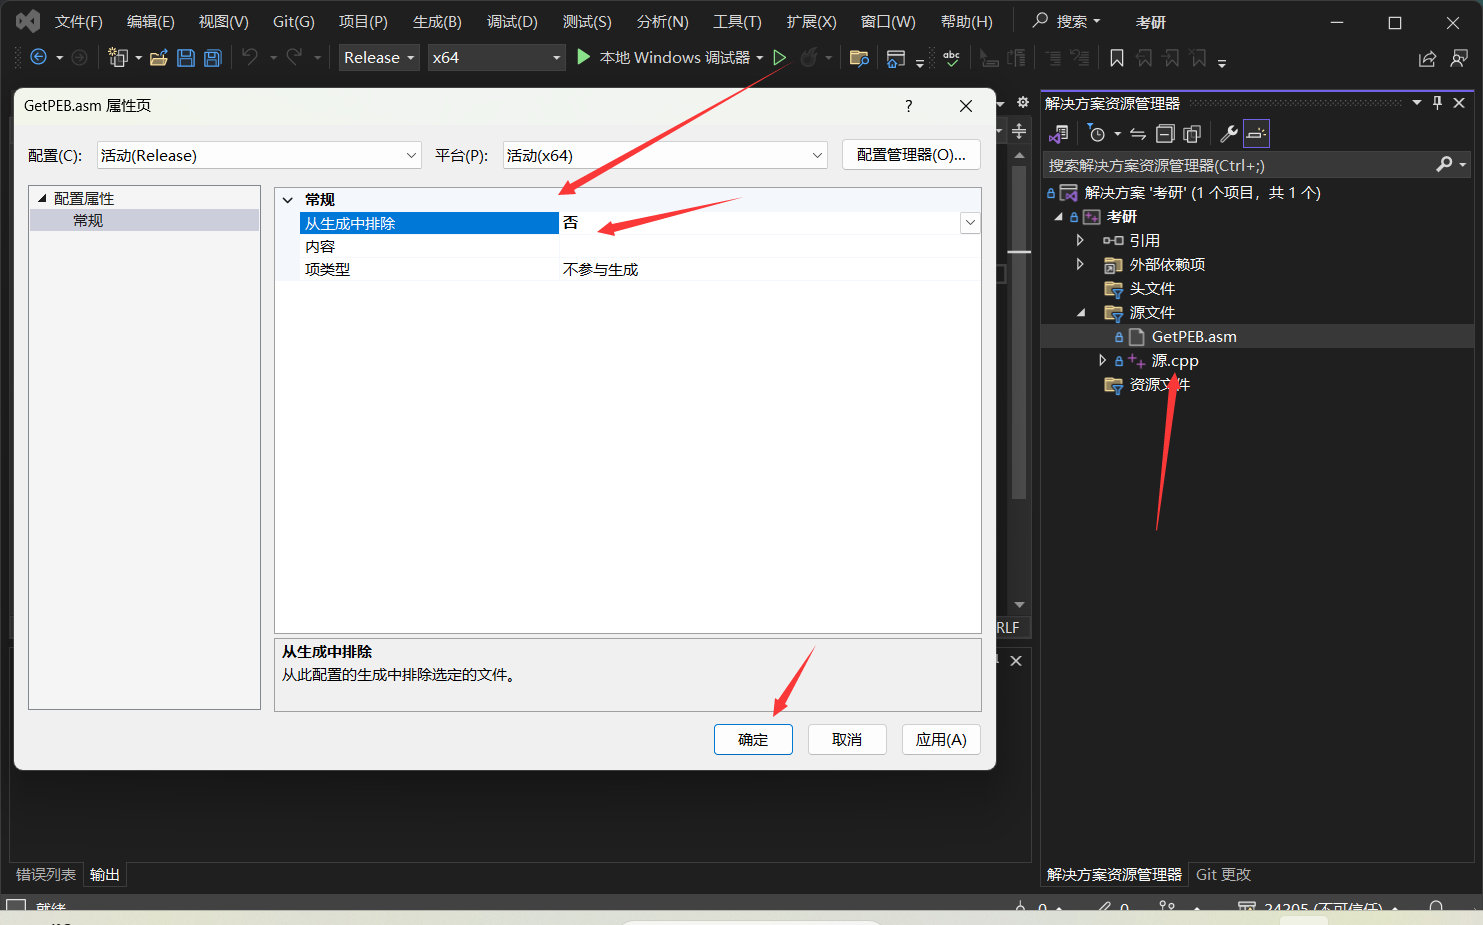 文件(F) 编辑(E) 视图(V) Git(G) 项目(P) 生成(B) 调试(D) 测试(S) 分析(N) 工具(T) 扩展(X) 窗口(W) 帮助(H) 搜索 考研
Release x64 本地 Windows 调试器 abc
GetPEB.asm 属性页 ?
配置(C): 活动(Release) 平台(P): 活动(x64) 配置管理器(O)...
配置属性
常规
常规
从生成中排除 否
内容
项类型 不参与生成
从生成中排除
从此配置的生成中排除选定的文件。
确定 取消 应用(A)
RLF
解决方案资源管理器
搜索解决方案资源管理器(Ctrl+;)
解决方案 '考研' (1 个项目，共 1 个)
考研
引用
外部依赖项
头文件
源文件
GetPEB.asm
源.cpp
资源文件
错误列表 输出
解决方案资源管理器 Git 更改
就绪 0 0 24205 (不可信任)